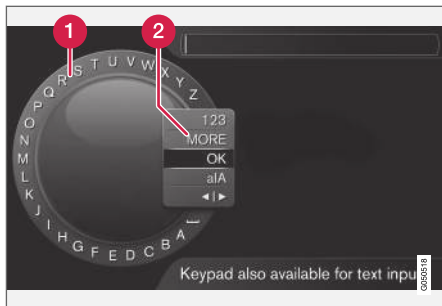 1
2
A B C D E F G H I J K L M N O P Q R S T U V W X Y Z
123
MORE
OK
a|A
Keypad also available for text inpu
G050518